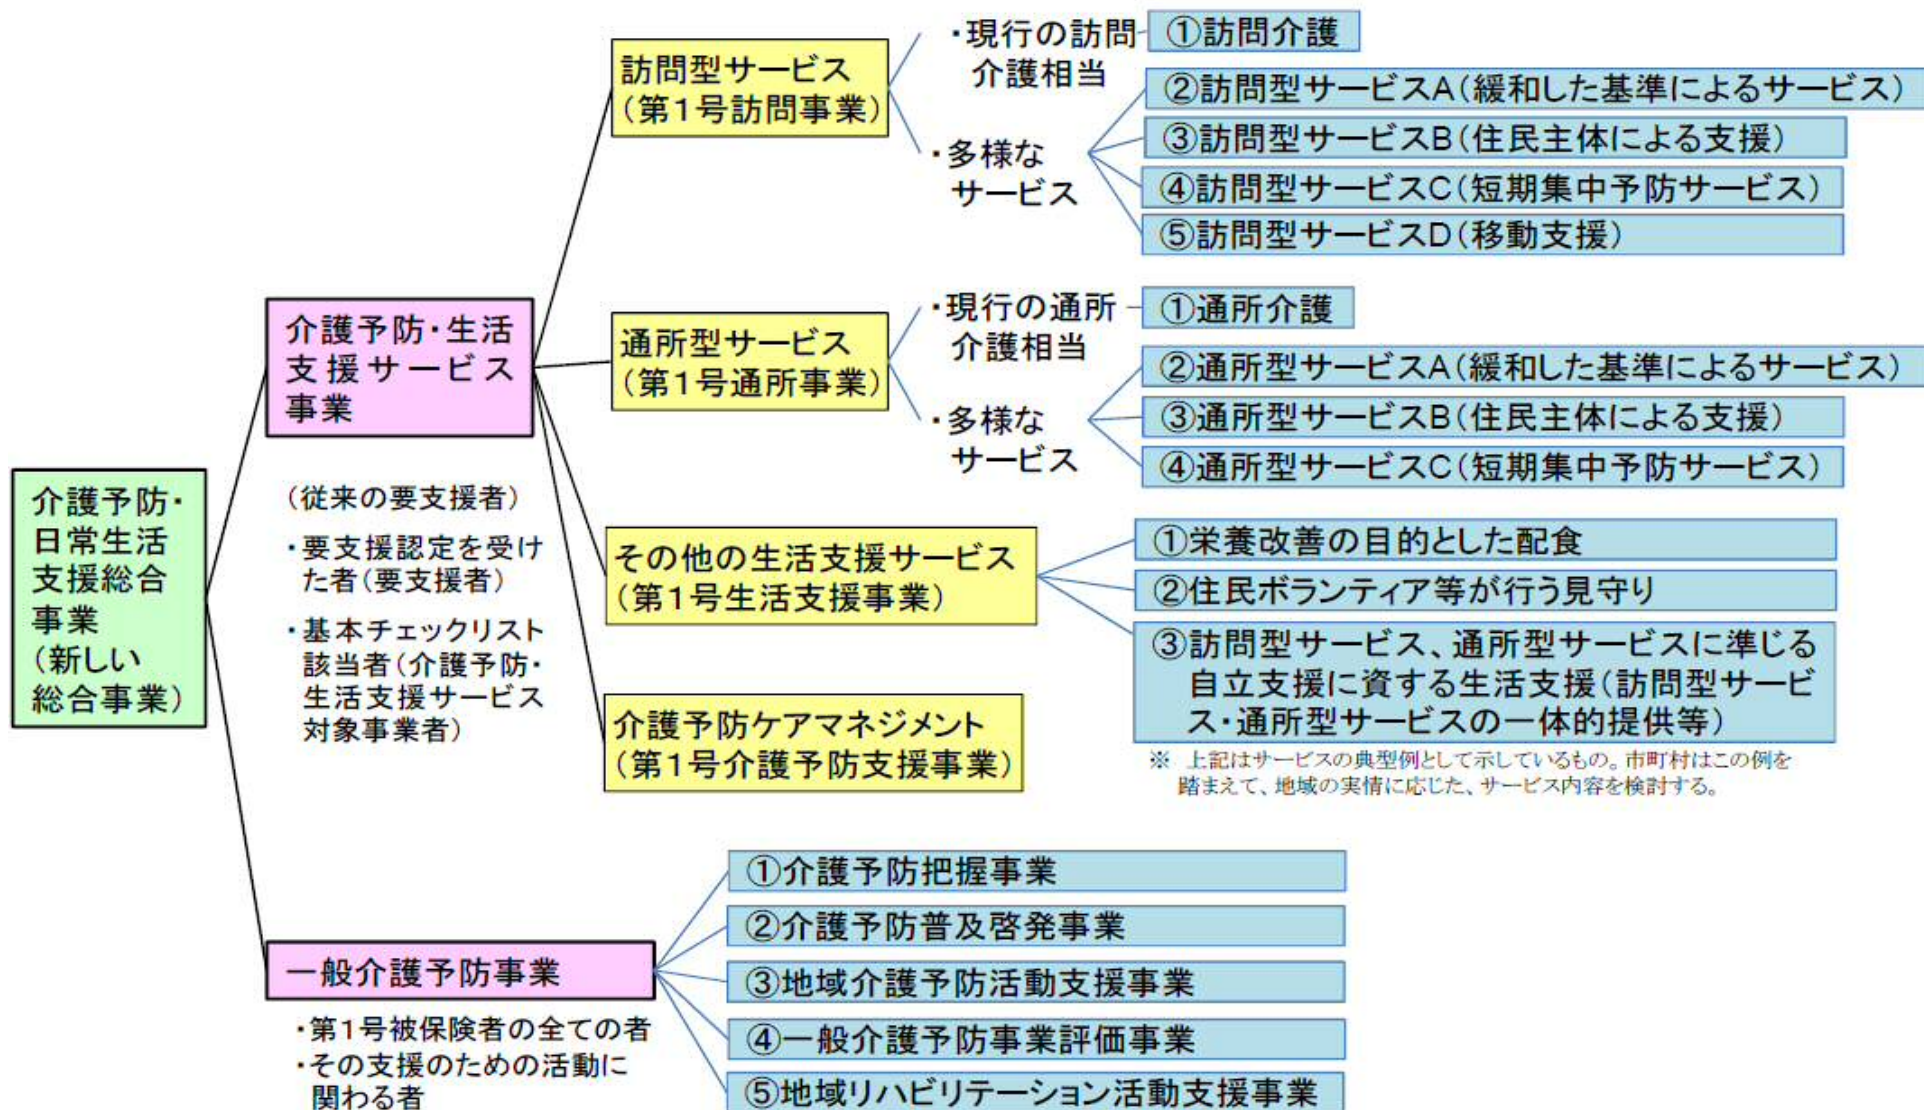 介護予防・
日常生活
支援総合
事業
（新しい
総合事業）
介護予防・生活
支援サービス
事業
（従来の要支援者）
・要支援認定を受け
た者（要支援者）
・基本チェックリスト
該当者（介護予防・
生活支援サービス
対象事業者）
訪問型サービス
（第1号訪問事業）
・現行の訪問
介護相当
①訪問介護
・多様な
サービス
②訪問型サービスA（緩和した基準によるサービス）
③訪問型サービスB（住民主体による支援）
④訪問型サービスC（短期集中予防サービス）
⑤訪問型サービスD（移動支援）
通所型サービス
（第1号通所事業）
・現行の通所
介護相当
①通所介護
・多様な
サービス
②通所型サービスA（緩和した基準によるサービス）
③通所型サービスB（住民主体による支援）
④通所型サービスC（短期集中予防サービス）
その他の生活支援サービス
（第1号生活支援事業）
①栄養改善の目的とした配食
②住民ボランティア等が行う見守り
③訪問型サービス、通所型サービスに準じる
自立支援に資する生活支援（訪問型サービ
ス・通所型サービスの一体的提供等）
介護予防ケアマネジメント
（第1号介護予防支援事業）
※ 上記はサービスの典型例として示しているもの。市町村はこの例を
踏まえて、地域の実情に応じた、サービス内容を検討する。
一般介護予防事業
・第1号被保険者の全ての者
・その支援のための活動に
関わる者
①介護予防把握事業
②介護予防普及啓発事業
③地域介護予防活動支援事業
④一般介護予防事業評価事業
⑤地域リハビリテーション活動支援事業